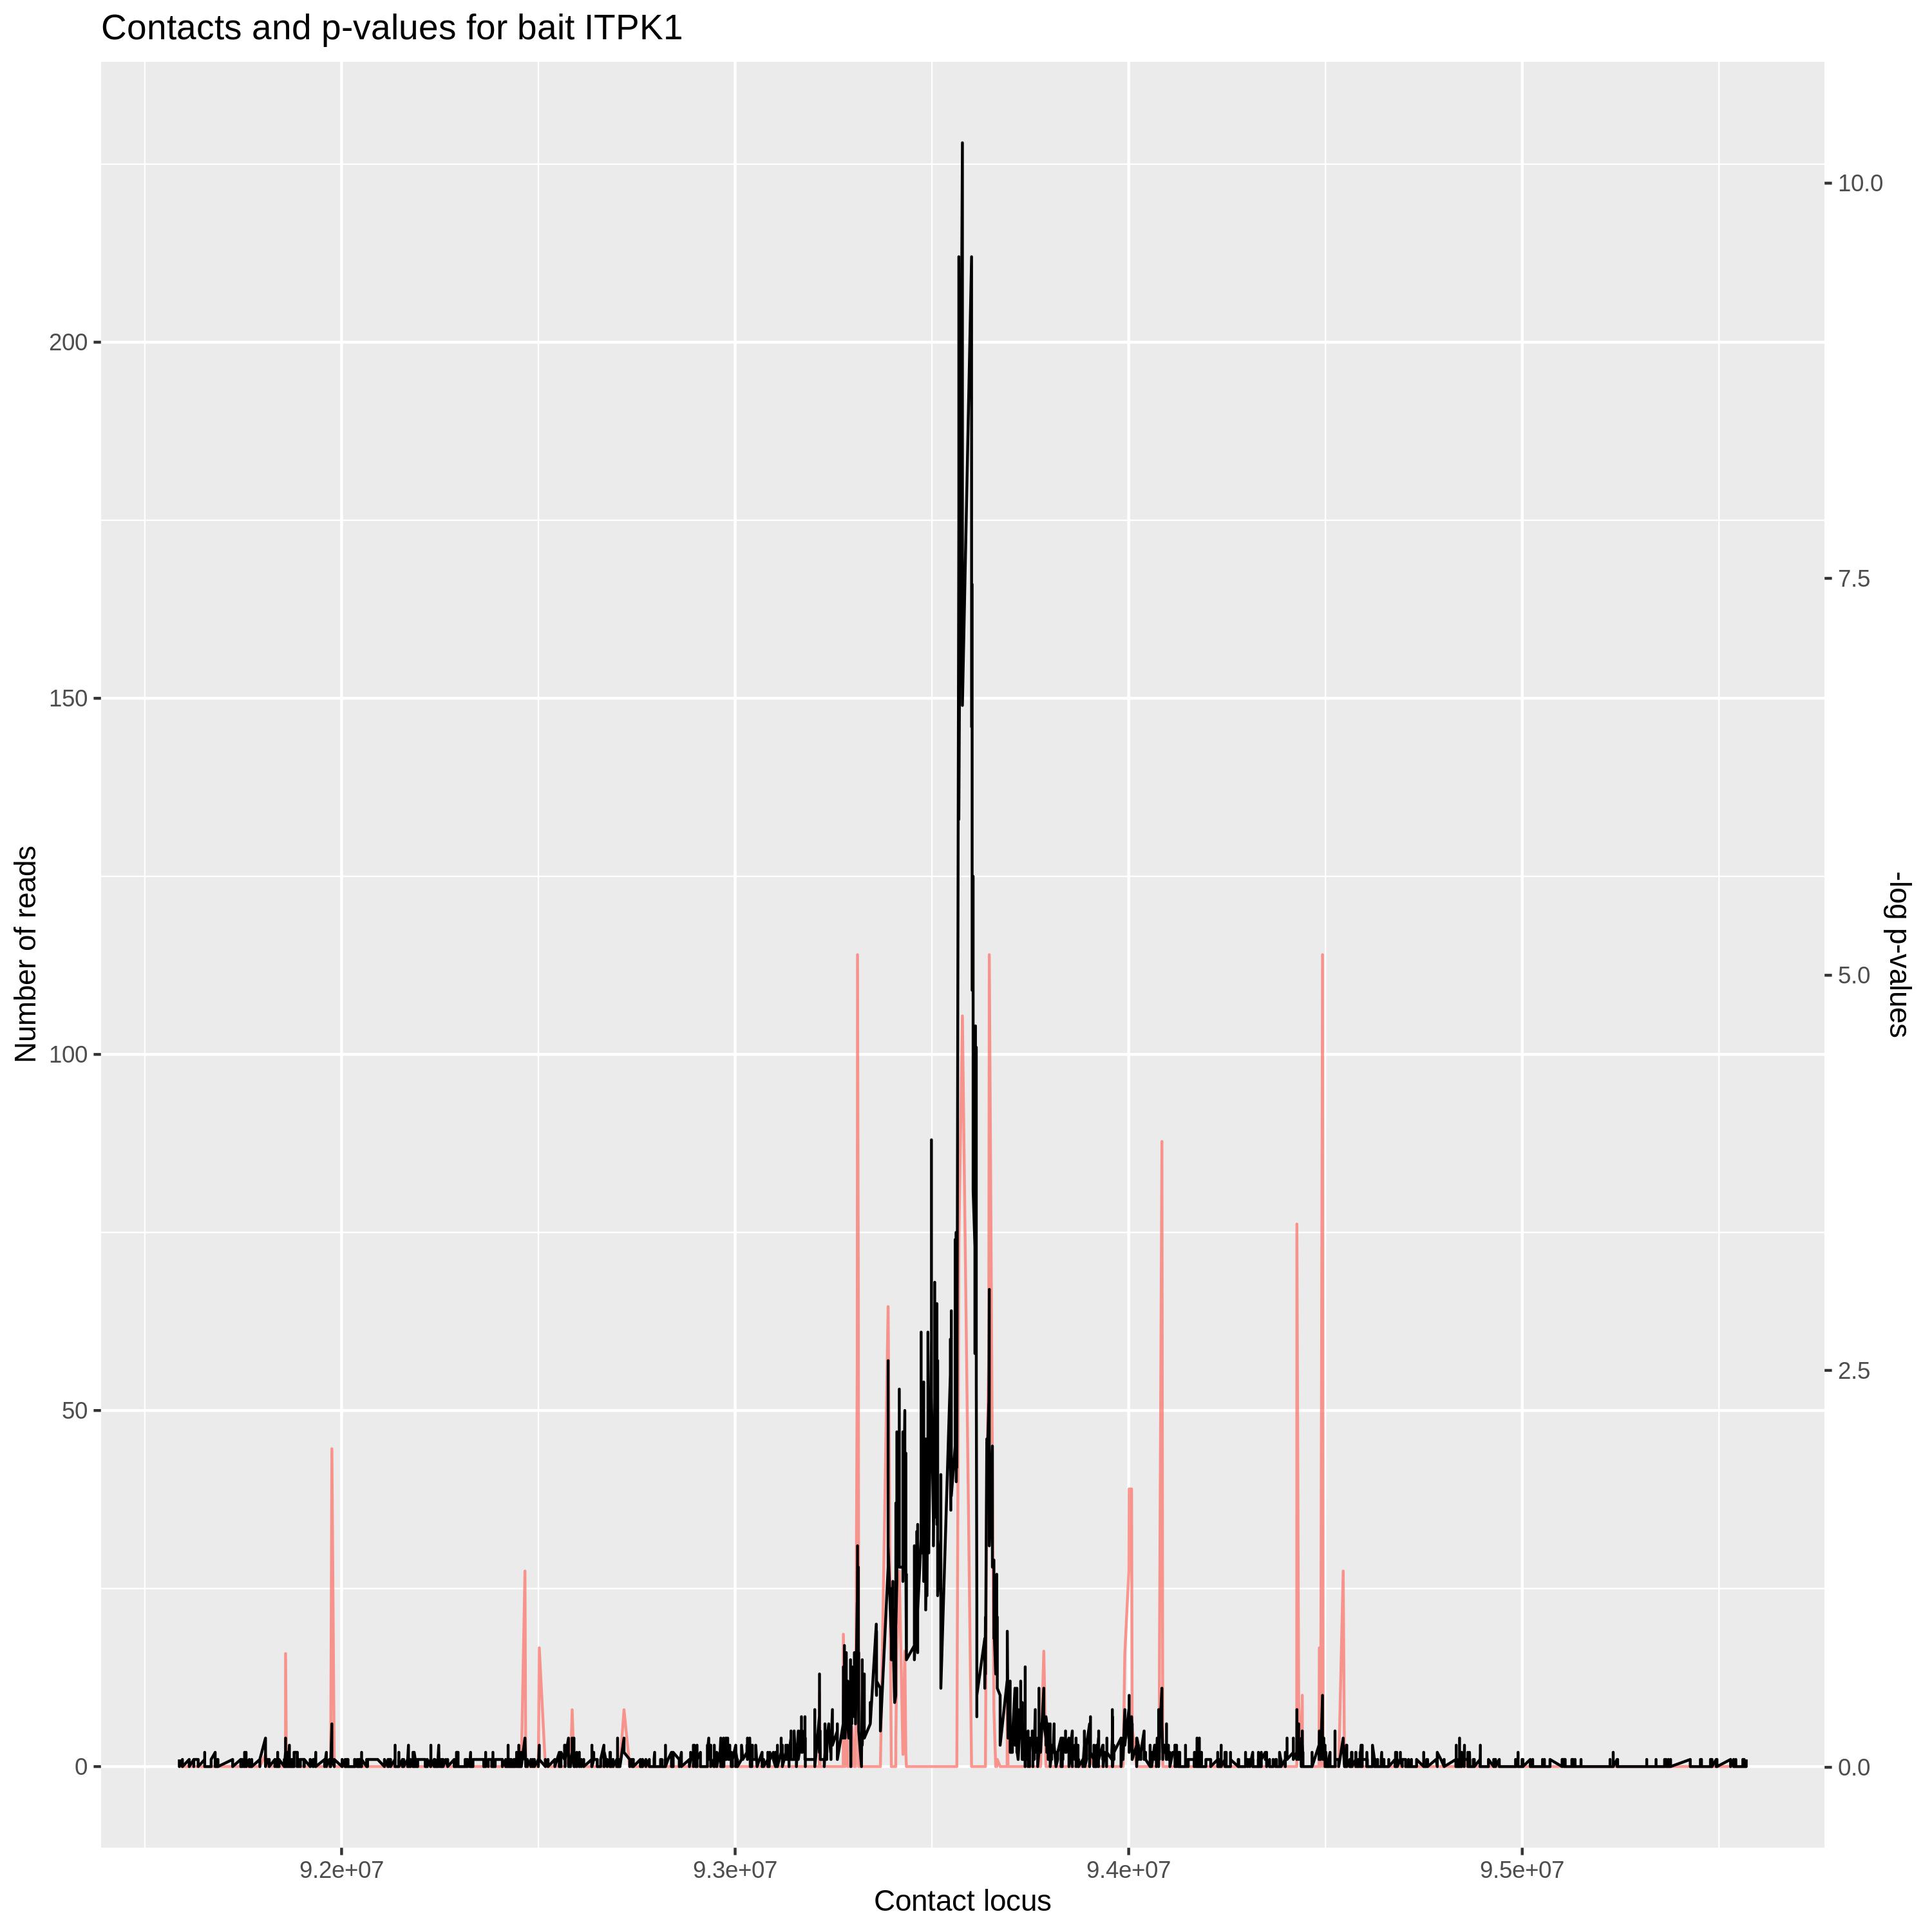 Contacts and p-values for bait ITPK1
Number of reads
200
150
100
50
0
10.0
7.5
5.0
2.5
0.0
-log p-values
9.2e+07
9.3e+07
9.4e+07
9.5e+07
Contact locus